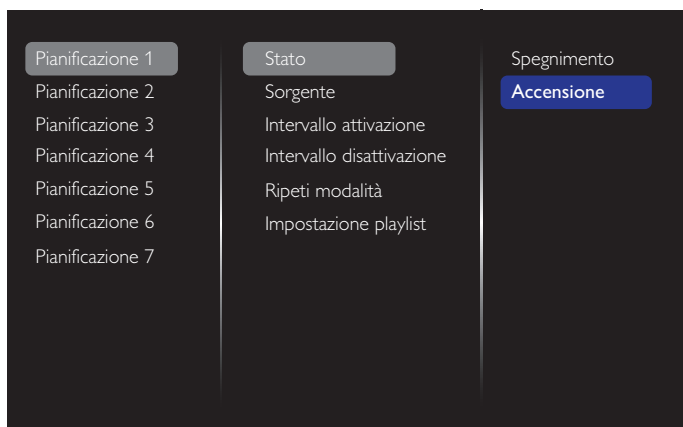 Pianificazione 1
Pianificazione 2
Pianificazione 3
Pianificazione 4
Pianificazione 5
Pianificazione 6
Pianificazione 7
Stato
Sorgente
Intervallo attivazione
Intervallo disattivazione
Ripeti modalità
Impostazione playlist
Spegnimento
Accensione